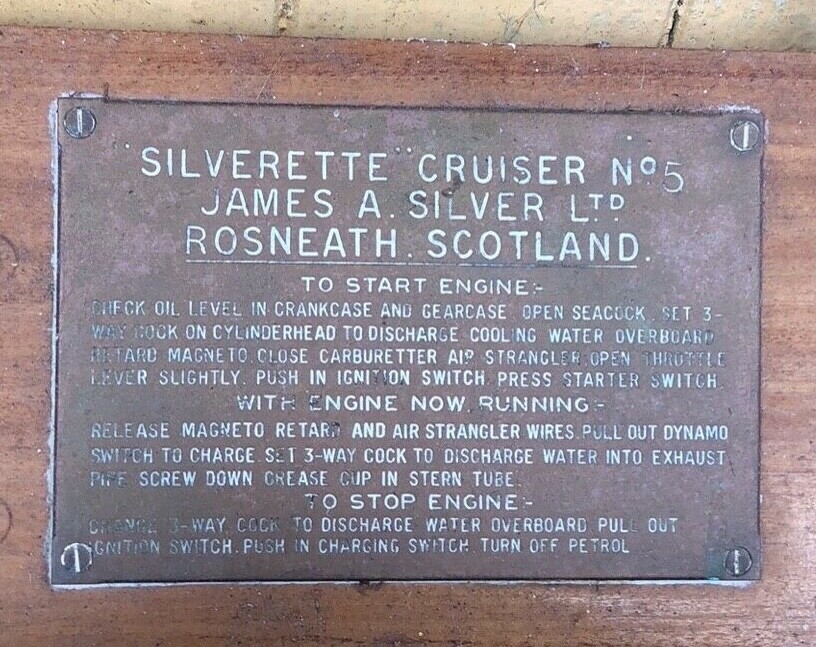 "SILVERETTE" CRUISER Nº 5
JAMES A. SILVER LTD
ROSNEATH. SCOTLAND.
TO START ENGINE:-
CHECK OIL LEVEL IN CRANKCASE AND GEARCASE. OPEN SEACOCK. SET 3-
WAY COCK ON CYLINDERHEAD TO DISCHARGE COOLING WATER OVERBOARD
RETARD MAGNETO. CLOSE CARBURETTER AIR STRANGLER. OPEN THROTTLE
LEVER SLIGHTLY. PUSH IN IGNITION SWITCH. PRESS STARTER SWITCH.
WITH ENGINE NOW RUNNING:-
RELEASE MAGNETO RETARD AND AIR STRANGLER WIRES. PULL OUT DYNAMO
SWITCH TO CHARGE. SET 3-WAY COCK TO DISCHARGE WATER INTO EXHAUST
PIPE. SCREW DOWN GREASE CUP IN STERN TUBE.
TO STOP ENGINE:-
CHANGE 3-WAY COCK TO DISCHARGE WATER OVERBOARD. PULL OUT
IGNITION SWITCH. PUSH IN CHARGING SWITCH. TURN OFF PETROL